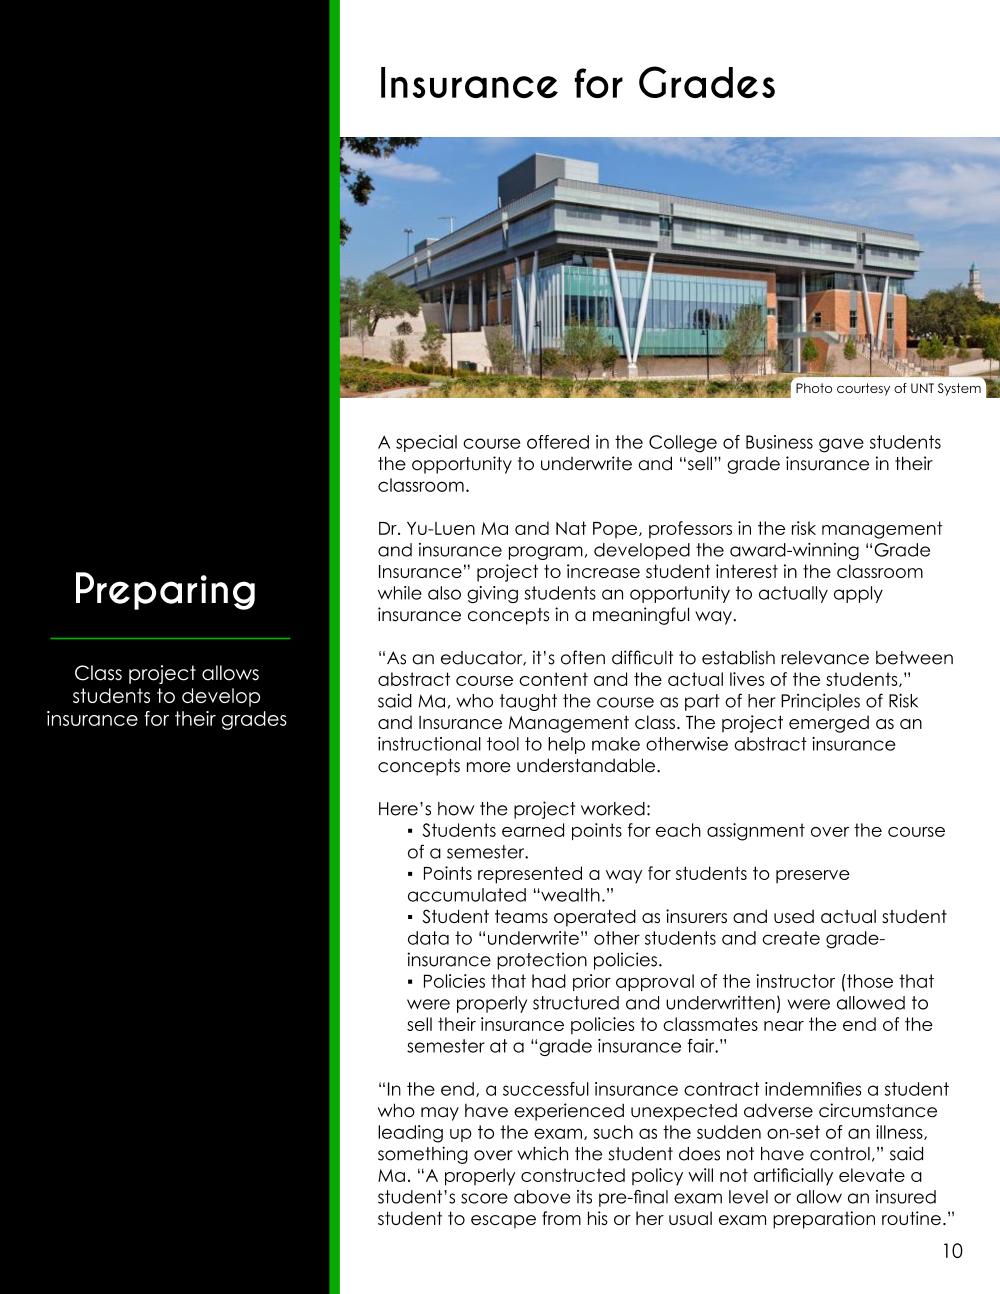 Insurance for Grades
Photo courtesy of UNT System
Preparing
Class project allows
students to develop
insurance for their grades
A special course offered in the College of Business gave students
the opportunity to underwrite and “sell” grade insurance in their
classroom.
Dr. Yu-Luen Ma and Nat Pope, professors in the risk management
and insurance program, developed the award-winning “Grade
Insurance” project to increase student interest in the classroom
while also giving students an opportunity to actually apply
insurance concepts in a meaningful way.
“As an educator, it’s often difficult to establish relevance between
abstract course content and the actual lives of the students,”
said Ma, who taught the course as part of her Principles of Risk
and Insurance Management class. The project emerged as an
instructional tool to help make otherwise abstract insurance
concepts more understandable.
Here’s how the project worked:
▪ Students earned points for each assignment over the course
of a semester.
▪ Points represented a way for students to preserve
accumulated “wealth.”
▪ Student teams operated as insurers and used actual student
data to “underwrite” other students and create grade-
insurance protection policies.
▪ Policies that had prior approval of the instructor (those that
were properly structured and underwritten) were allowed to
sell their insurance policies to classmates near the end of the
semester at a “grade insurance fair.”
“In the end, a successful insurance contract indemnifies a student
who may have experienced unexpected adverse circumstance
leading up to the exam, such as the sudden on-set of an illness,
something over which the student does not have control,” said
Ma. “A properly constructed policy will not artificially elevate a
student’s score above its pre-final exam level or allow an insured
student to escape from his or her usual exam preparation routine.”
10